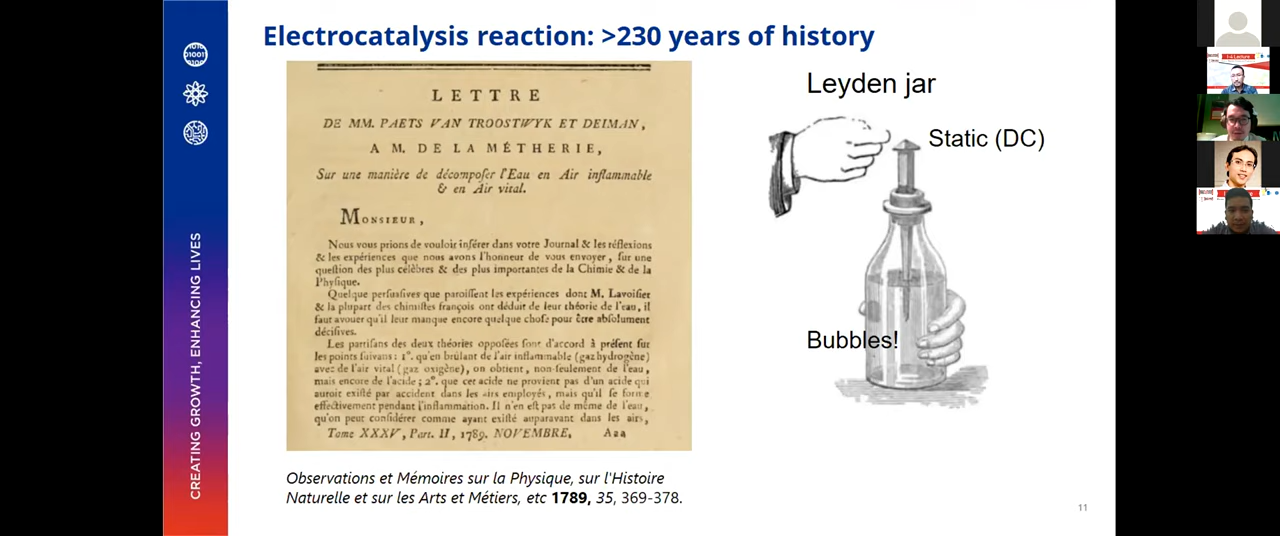 Electrocatalysis reaction: >230 years of history
CREATING GROWTH, ENHANCING LIVES
LETTRE
DE MM. PAETS VAN TROOSTWYK ET DEIMAN,
A M. DE LA MÉTHERIE,
Sur une manière de décomposer l'Eau en Air inflammable
& en Air vital.
MONSIEUR,
Nous vous prions de vouloir insérer dans votre Journal & les réflexions
& les expériences que nous avons l'honneur de vous envoyer, sur une
question des plus célèbres & des plus importantes de la Chimie & de la
Physique.
Quelque persuasives que paroissent les expériences dont M. Lavoisier
& la plupart des chimistes françois ont déduit de leur théorie de l'eau, il
faut avouer qu'il leur manque encore quelque chose pour être absolument
décisives.
Les partisans des deux théories opposées sont d'accord à présent sur
les points suivans : 1°. qu'en brûlant de l'air inflammable (gaz hydrogène)
avec de l'air vital (gaz oxigène), on obtient, non-seulement de l'eau,
mais encore de l'acide ; 2°. que cet acide ne provient pas d'un acide qui
auroit existé par accident dans les airs employés, mais qu'il se forme
effectivement pendant l'inflammation. Il n'en est pas de même de l'eau,
qu'on peut considérer comme ayant existé auparavant dans les airs,
Tome XXXV, Part. II, 1789. NOVEMBRE. Aaa
Observations et Mémoires sur la Physique, sur l'Histoire
Naturelle et sur les Arts et Métiers, etc 1789, 35, 369-378.
Leyden jar
Static (DC)
Bubbles!
11